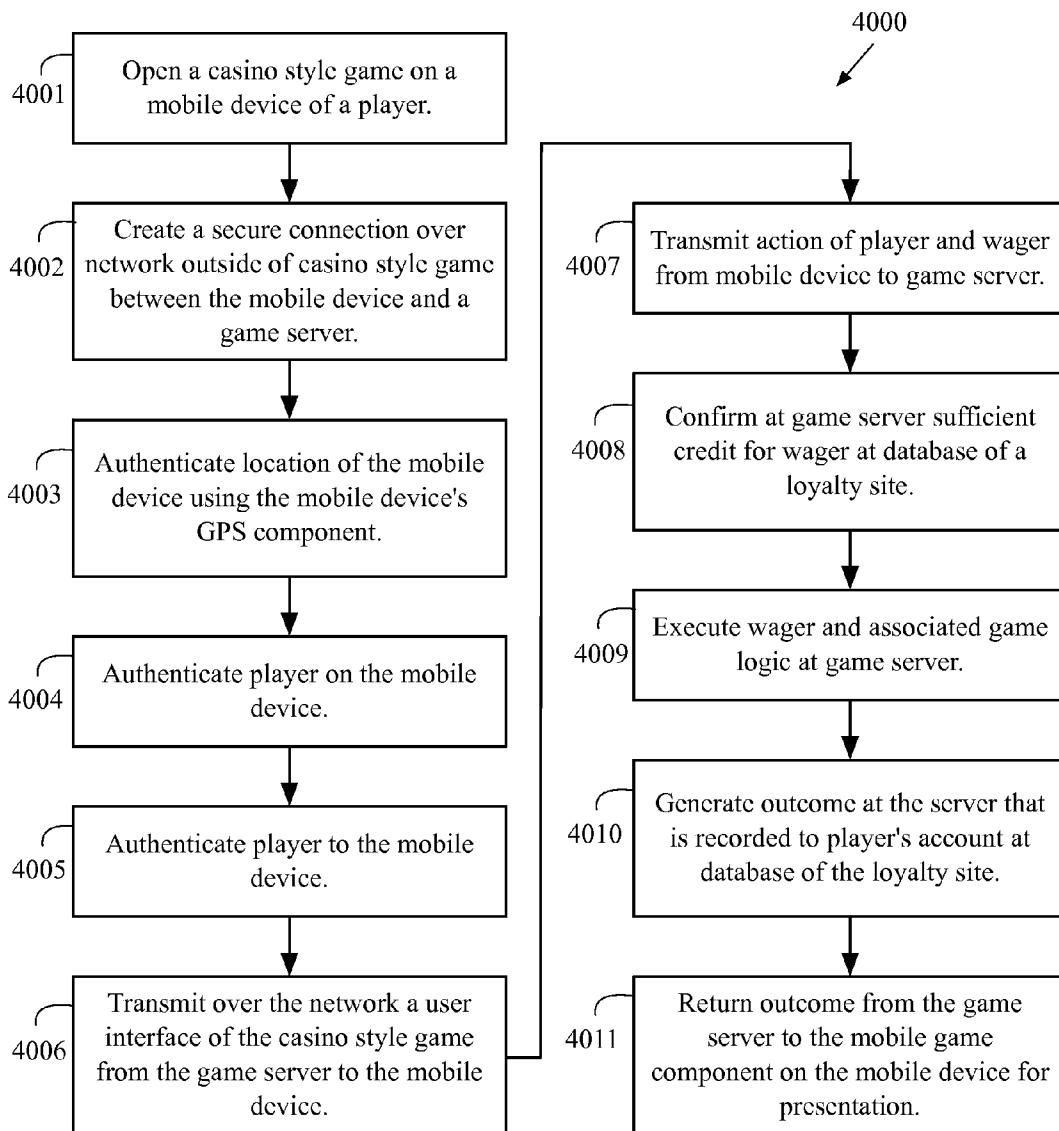 4000
4001
Open a casino style game on a
mobile device of a player.
4002
Create a secure connection over
network outside of casino style game
between the mobile device and a
game server.
4003
Authenticate location of the mobile
device using the mobile device's
GPS component.
4004
Authenticate player on the mobile
device.
4005
Authenticate player to the mobile
device.
4006
Transmit over the network a user
interface of the casino style game
from the game server to the mobile
device.
4007
Transmit action of player and wager
from mobile device to game server.
4008
Confirm at game server sufficient
credit for wager at database of a
loyalty site.
4009
Execute wager and associated game
logic at game server.
4010
Generate outcome at the server that
is recorded to player's account at
database of the loyalty site.
4011
Return outcome from the game
server to the mobile game
component on the mobile device for
presentation.